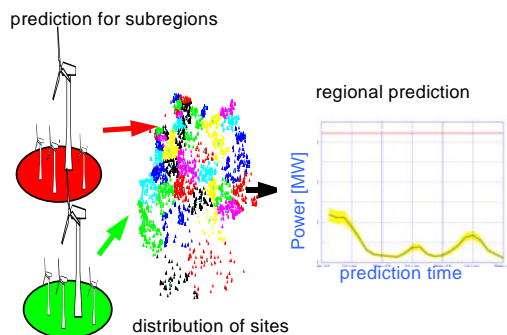 prediction for subregions
regional prediction
Power [MW]
prediction time
distribution of sites